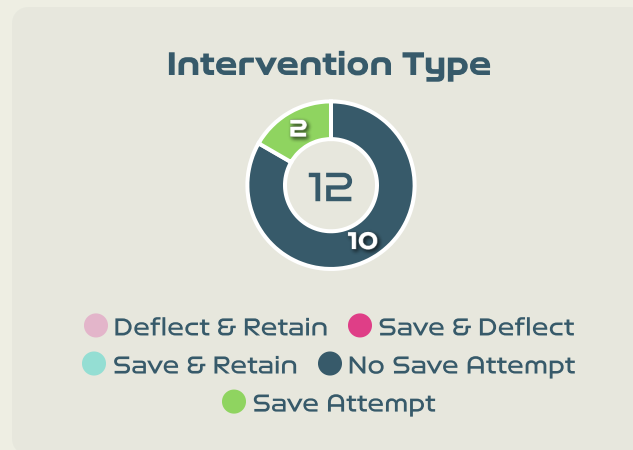 Intervention Type
2
12
10
Deflect & Retain Save & Deflect
Save & Retain No Save Attempt
Save Attempt